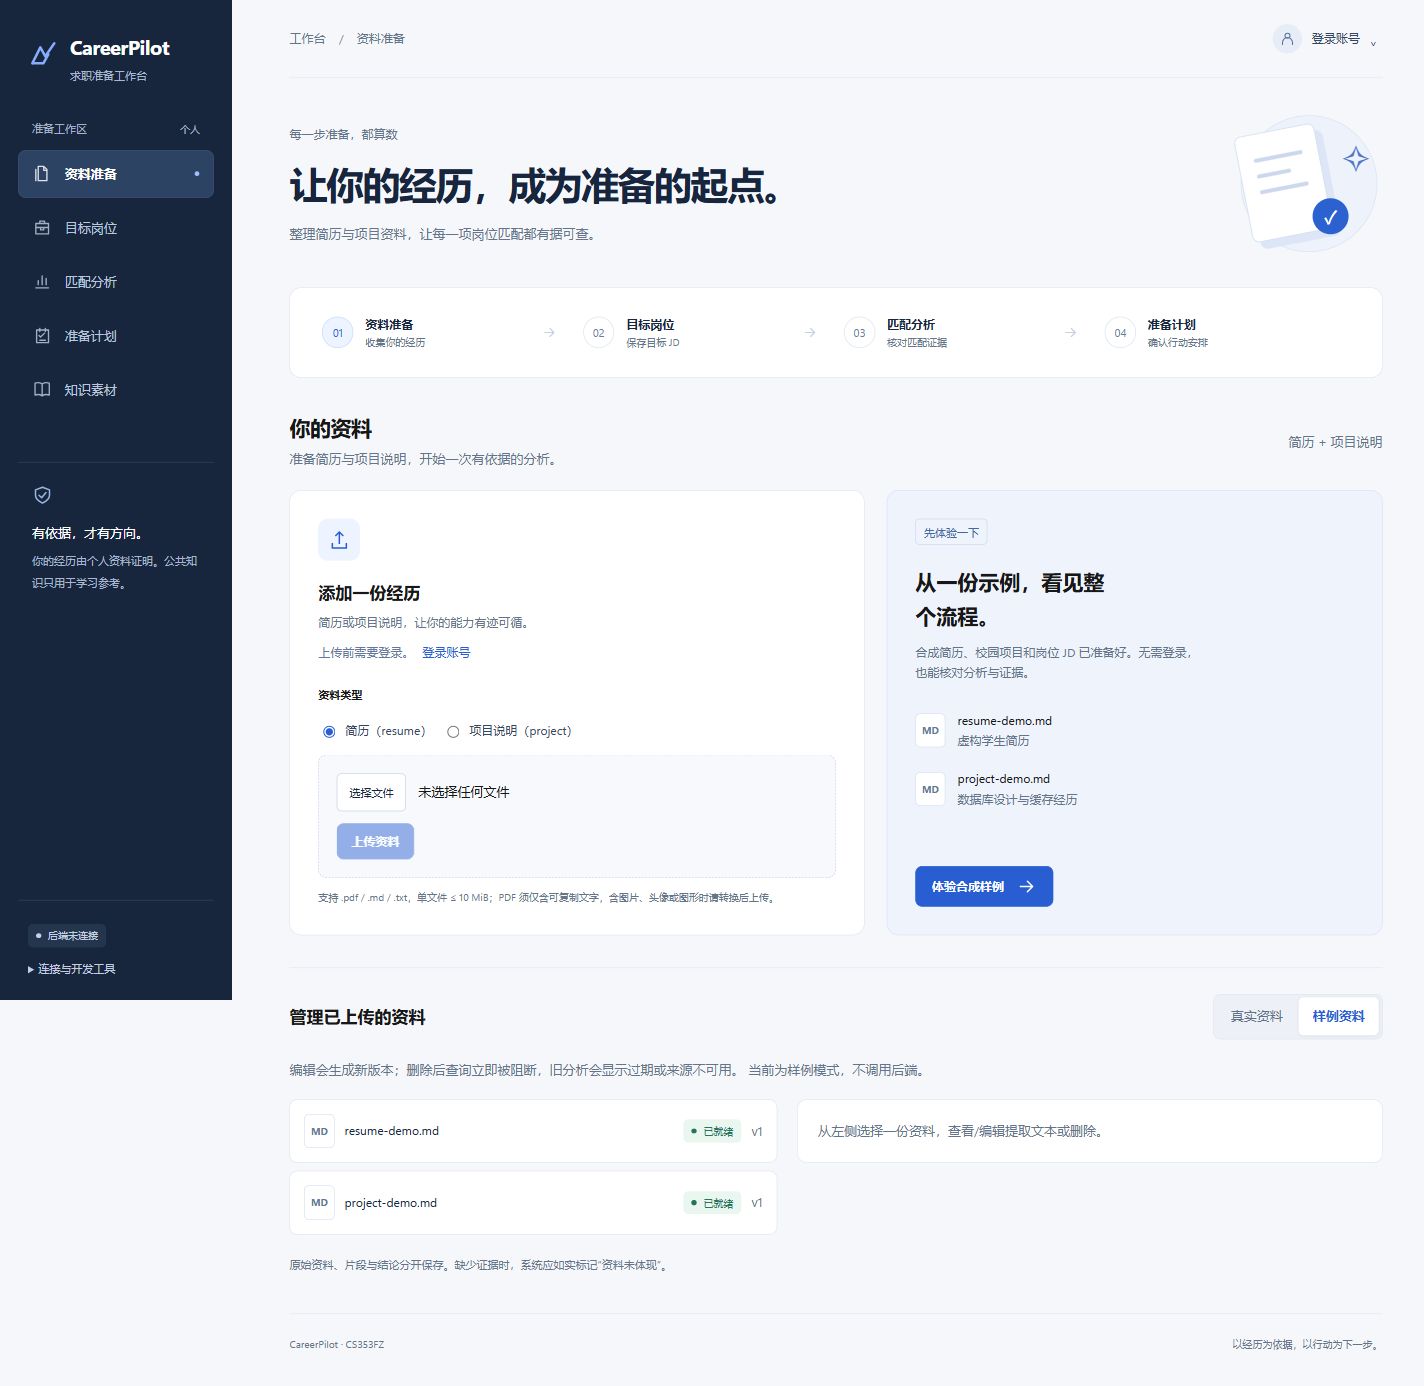 CareerPilot
求职准备工作台
准备工作区 个人
资料准备
目标岗位
匹配分析
准备计划
知识素材
有依据，才有方向。
你的经历由个人资料证明。公共知
识只用于学习参考。
后端未连接
连接与开发工具
工作台 / 资料准备
登录账号
每一步准备，都算数
让你的经历，成为准备的起点。
整理简历与项目资料，让每一项岗位匹配都有据可查。
01 资料准备
收集你的经历
02 目标岗位
保存目标 JD
03 匹配分析
核对匹配证据
04 准备计划
确认行动安排
你的资料
准备简历与项目说明，开始一次有依据的分析。
简历 + 项目说明
添加一份经历
简历或项目说明，让你的能力有迹可循。
上传前需要登录。 登录账号
资料类型
简历（resume） 项目说明（project）
选择文件 未选择任何文件
上传资料
支持 .pdf / .md / .txt，单文件 ≤ 10 MiB；PDF 须仅含可复制文字，含图片、头像或图形时请转换后上传。
先体验一下
从一份示例，看见整
个流程。
合成简历、校园项目和岗位 JD 已准备好。无需登录，
也能核对分析与证据。
MD resume-demo.md
虚构学生简历
MD project-demo.md
数据库设计与缓存经历
体验合成样例
管理已上传的资料
真实资料 样例资料
编辑会生成新版本；删除后查询立即被阻断，旧分析会显示过期或来源不可用。 当前为样例模式，不调用后端。
MD resume-demo.md 已就绪 v1
MD project-demo.md 已就绪 v1
从左侧选择一份资料，查看/编辑提取文本或删除。
原始资料、片段与结论分开保存。缺少证据时，系统应如实标记“资料未体现”。
CareerPilot · CS353FZ
以经历为依据，以行动为下一步。